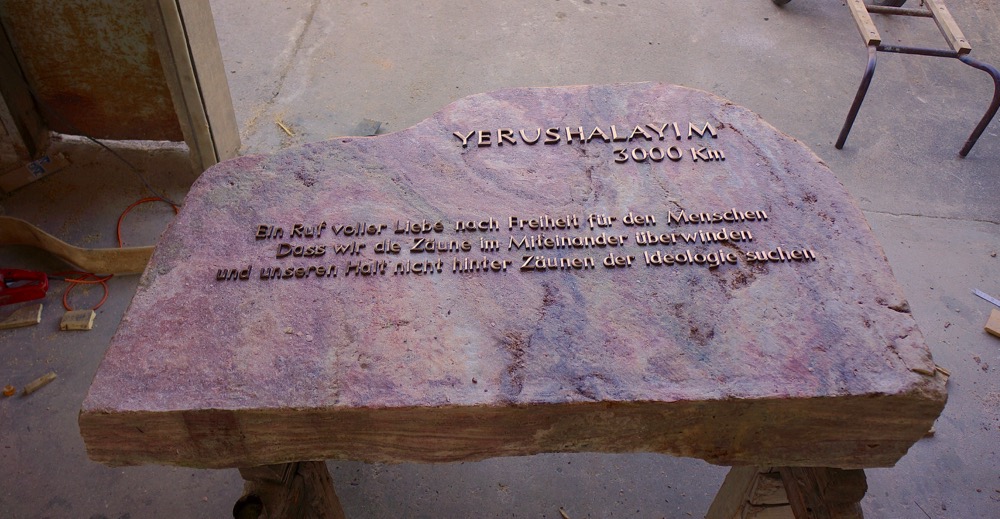 YERUSHALAYIM
3000 Km
Ein Ruf voller Liebe nach Freiheit für den Menschen
Dass wir die Zäune im Miteinander überwinden
und unseren Halt nicht hinter Zäunen der Ideologie suchen